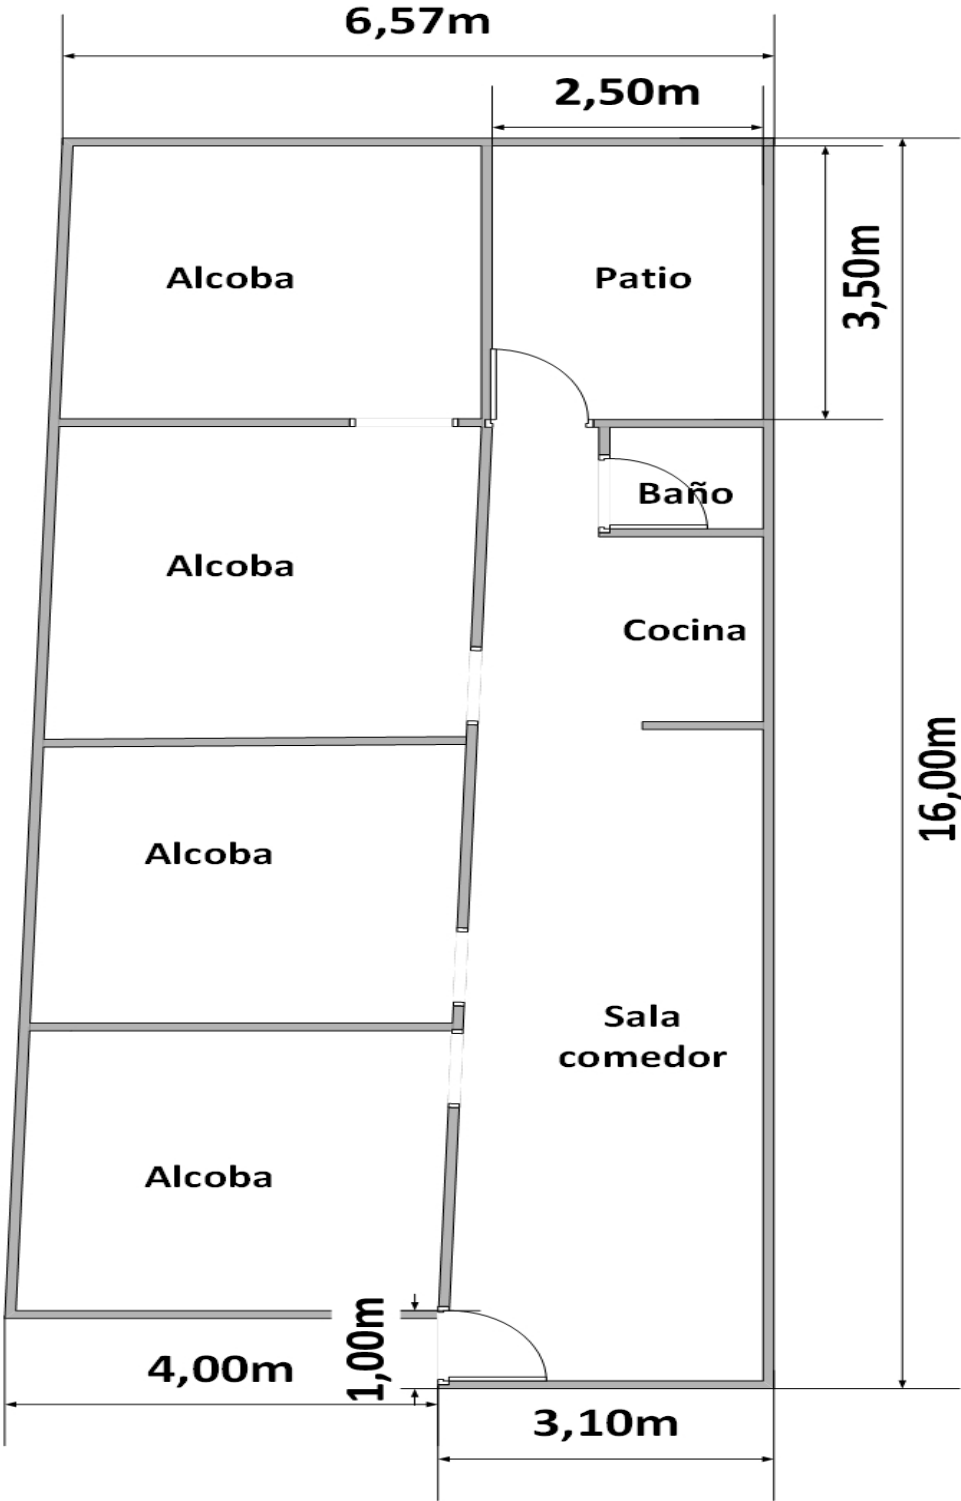 6,57m
2,50m
Alcoba
Patio
3,50m
Baño
Alcoba
Cocina
16,00m
Alcoba
Sala
comedor
Alcoba
1,00m
4,00m
3,10m